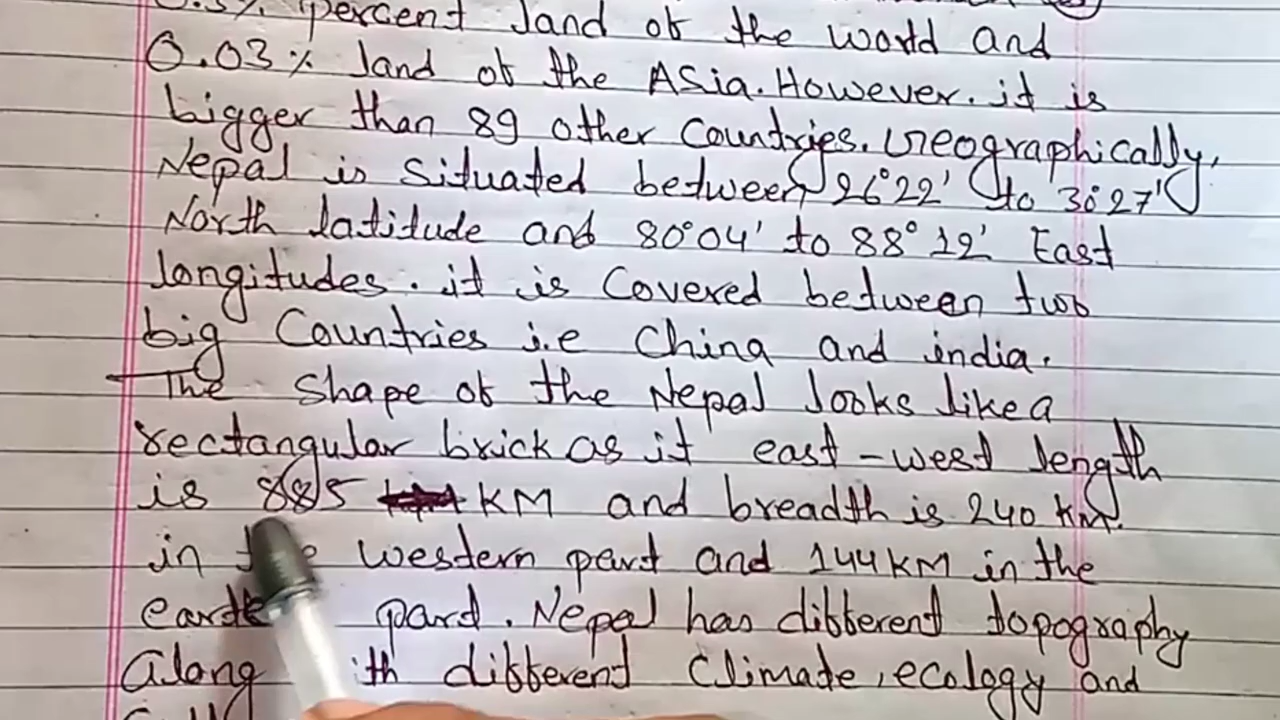 percent land of the world and
0.03% land of the Asia. However. it is
bigger than 89 other Countries. Greographically,
Nepal is situated between 26°22' to 30°27'
North latitude and 80°04' to 88°12' East
longitudes. it is Covered between two
big Countries i.e China and india.
The Shape of the Nepal looks like a
rectangular brick as it east-west length
is 885 KM and breadth is 240 KM.
in the western part and 144 KM in the
part. Nepal has different topography
along with different Climate, ecology and